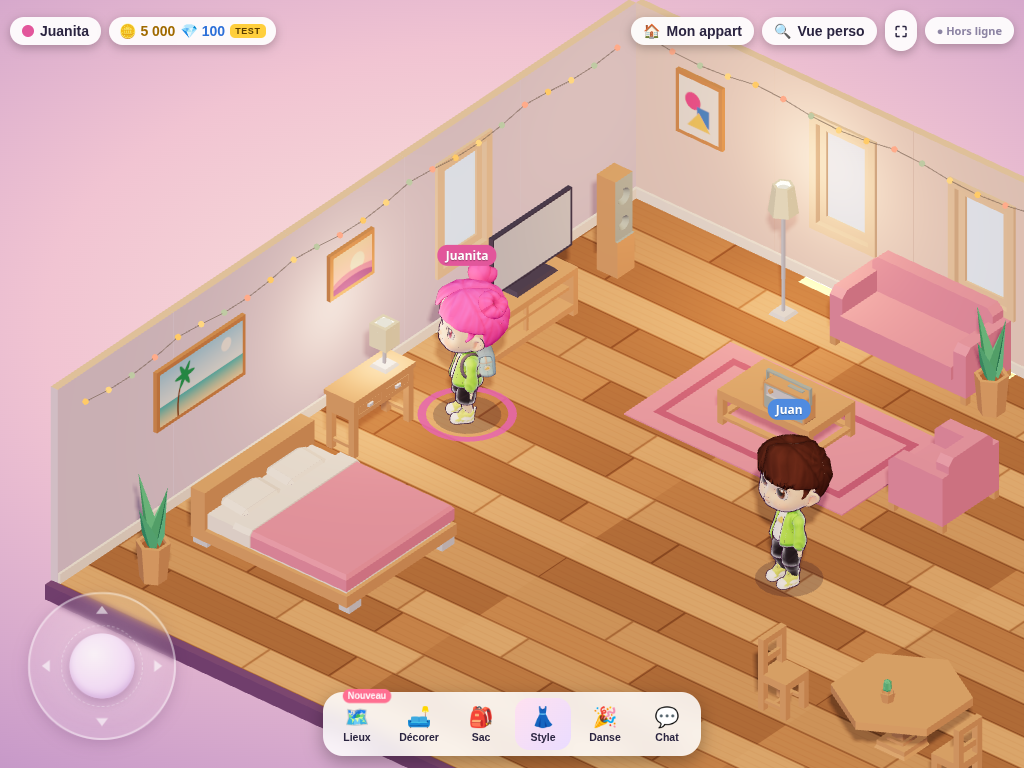 Juanita
5 000
100
TEST
Mon appart
Vue perso
Hors ligne
Juanita
Juan
Nouveau
Lieux
Décorer
Sac
Style
Danse
Chat